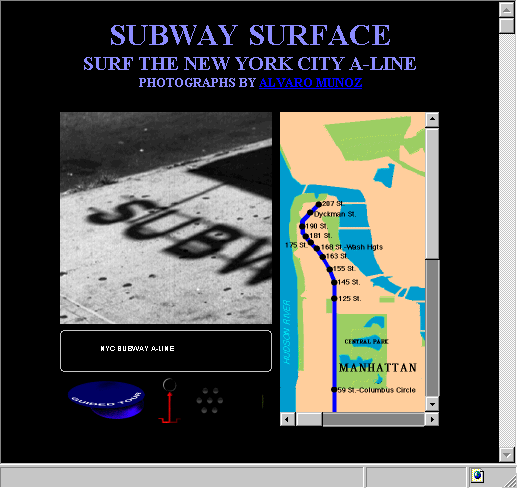 SUBWAY SURFACE
SURF THE NEW YORK CITY A-LINE
PHOTOGRAPHS BY ALVARO MUNOZ
SUBW
207 St.
Dyckman St.
190 St.
181 St.
175 St.
168 St.-Wash Hgts
163 St.
155 St.
145 St.
125 St.
HUDSON RIVER
CENTRAL PARK
MANHATTAN
59 St.-Columbus Circle
NYC SUBWAY A-LINE
GUIDED TOUR